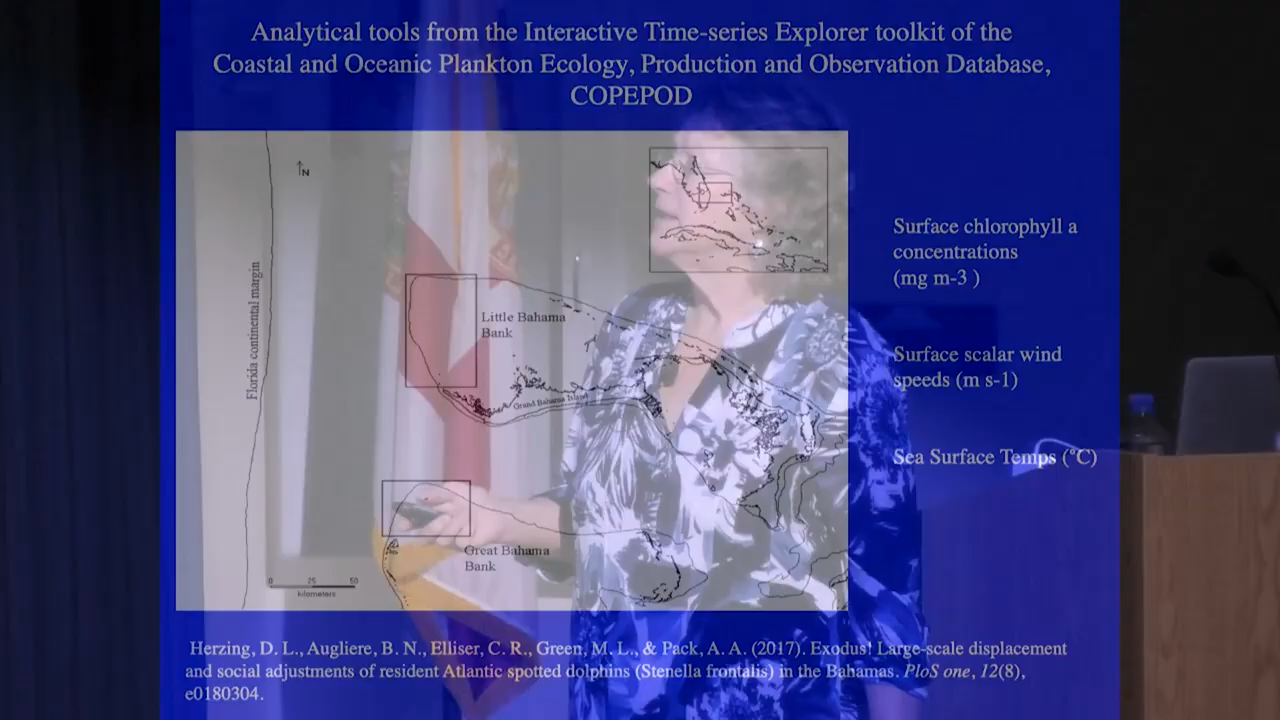 Analytical tools from the Interactive Time-series Explorer toolkit of the
Coastal and Oceanic Plankton Ecology, Production and Observation Database,
COPEPOD
N
Surface chlorophyll a
concentrations
(mg m-3 )
Florida continental margin
Little Bahama
Bank
Surface scalar wind
speeds (m s-1)
Grand Bahama Island
Sea Surface Temps (°C)
Great Bahama
Bank
0 25 50
kilometers
Herzing, D. L., Augliere, B. N., Elliser, C. R., Green, M. L., & Pack, A. A. (2017). Exodus! Large-scale displacement
and social adjustments of resident Atlantic spotted dolphins (Stenella frontalis) in the Bahamas. PloS one, 12(8),
e0180304.